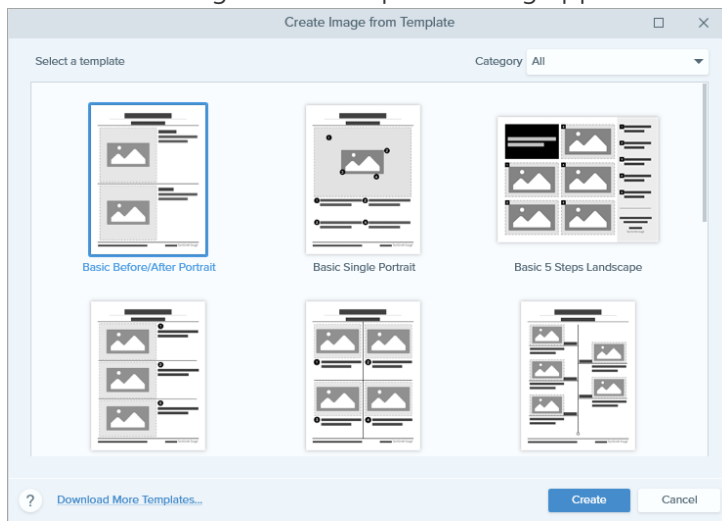 Create Image from Template
Select a template
Category All
Basic Before/After Portrait
Basic Single Portrait
Basic 5 Steps Landscape
? Download More Templates...
Create
Cancel